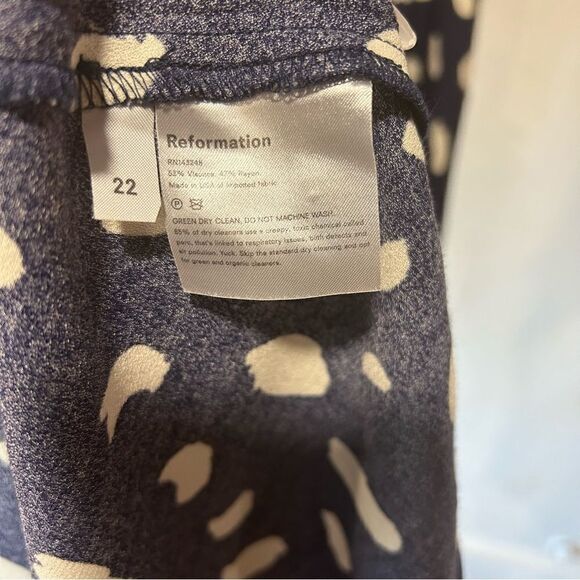 22
Reformation
RN143246
53% Viscose, 47% Rayon
Made in USA of imported fabric
P
GREEN DRY CLEAN, DO NOT MACHINE WASH.
85% of dry cleaners use a creepy, toxic chemical called
perc, that's linked to respiratory issues, birth defects and
air pollution. Yuck. Skip the standard dry cleaning and opt
for green and organic cleaners.